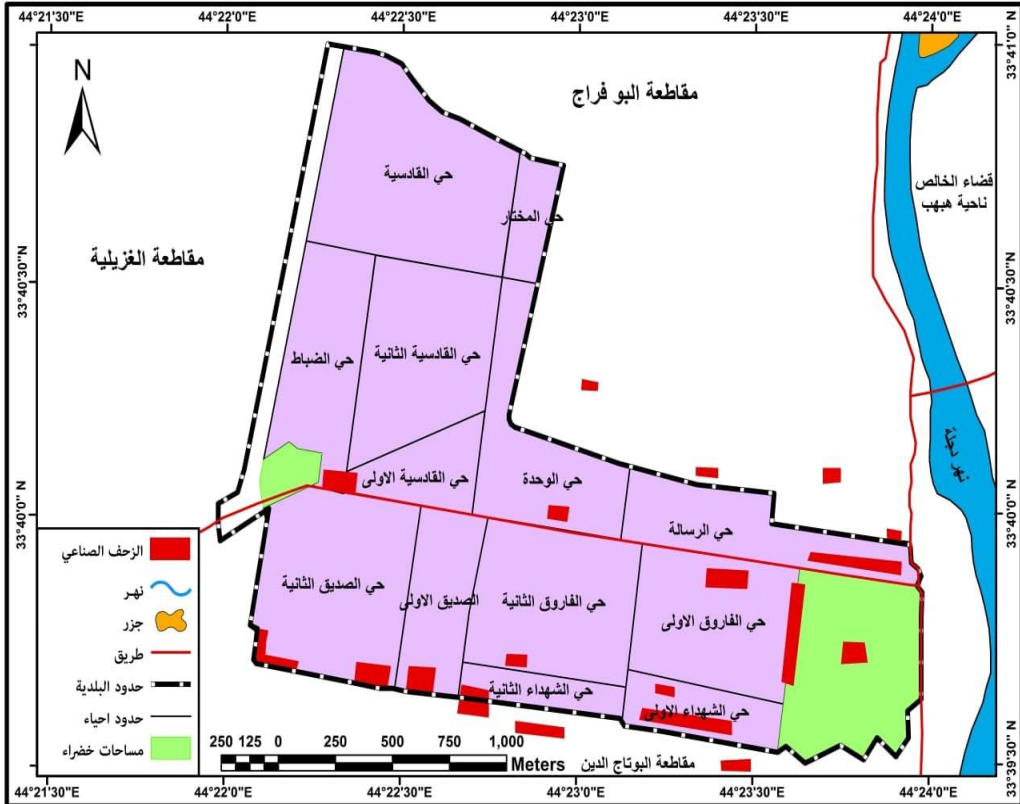 44°21'30"E
44°22'0"E
44°22'30"E
44°23'0"E
44°23'30"E
44°24'0"E
33°41'0" N
33°40'30"N
33°40'30"N
33°40'0" N
33°40'0" N
33°39'30" N
N
مقاطعة البو فراج
قضاء الخالص
ناحية هبهب
مقاطعة الغزيلية
حي القادسية
حي المختار
حي الضباط
حي القادسية الثانية
حي القادسية الاولى
حي الوحدة
حي الرسالة
نهر دجلة
حي الصديق الثانية
الصديق الاولى
حي الفاروق الثانية
حي الفاروق الاولى
حي الشهداء الثانية
حي الشهداء الاولى
الزحف الصناعي
نهر
جزر
طريق
حدود البلدية
حدود احياء
مساحات خضراء
250 125 0 250 500 750 1,000
Meters
مقاطعة البوتاج الدين
44°21'30"E
44°22'0"E
44°22'30"E
44°23'0"E
44°23'30"E
44°24'0"E